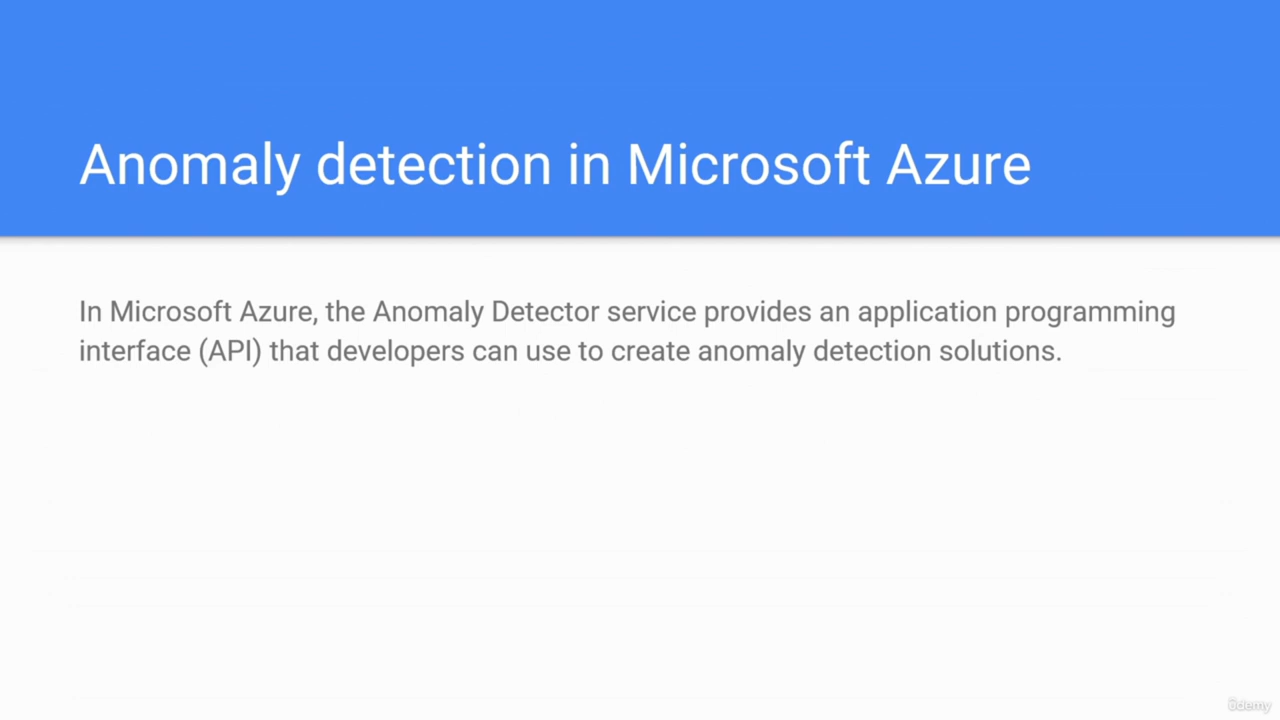 Anomaly detection in Microsoft Azure
In Microsoft Azure, the Anomaly Detector service provides an application programming
interface (API) that developers can use to create anomaly detection solutions.
ûdemy